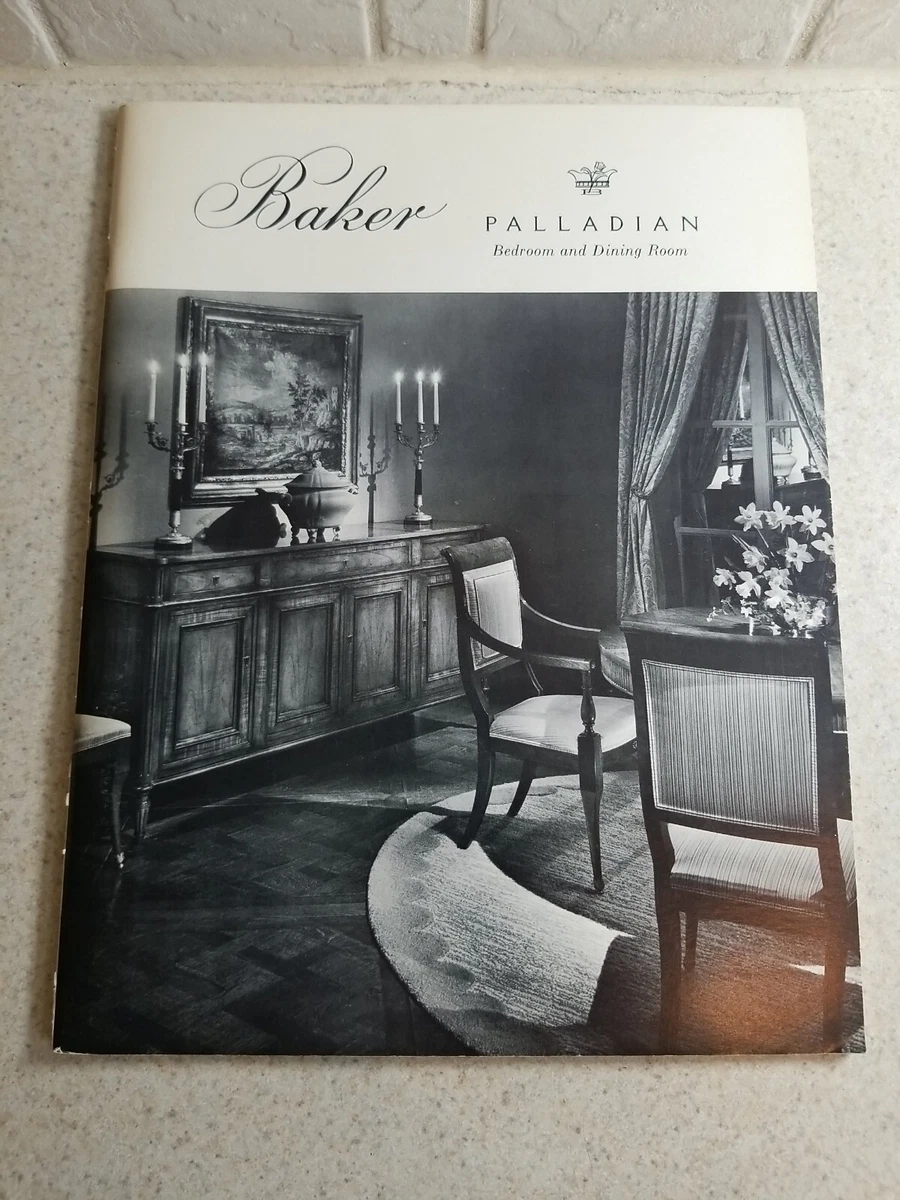 Baker
PALLADIAN
Bedroom and Dining Room